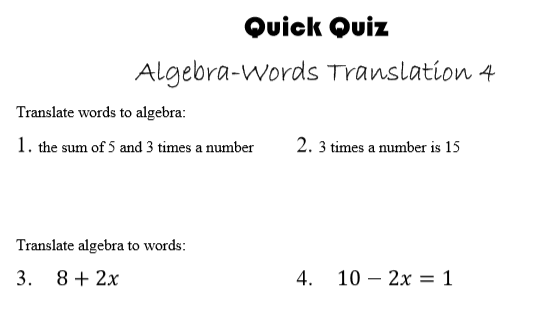 Quick Quiz
Algebra-Words Translation 4
Translate words to algebra:
1. the sum of 5 and 3 times a number
2. 3 times a number is 15
Translate algebra to words:
3. 8 + 2x
4. 10 − 2x = 1